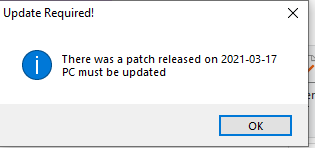 Update Required!
There was a patch released on 2021-03-17
PC must be updated
OK